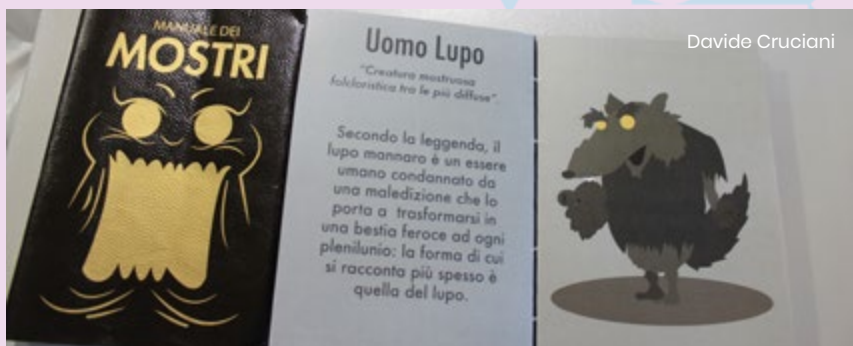 MANUALE DEI
MOSTRI
Uomo Lupo
"Creatura mostruosa
folcloristica tra le più diffuse".
Secondo la leggenda, il
lupo mannaro è un essere
umano condannato da
una maledizione che lo
porta a trasformarsi in
una bestia feroce ad ogni
plenilunio: la forma di cui
si racconta più spesso è
quella del lupo.
Davide Cruciani